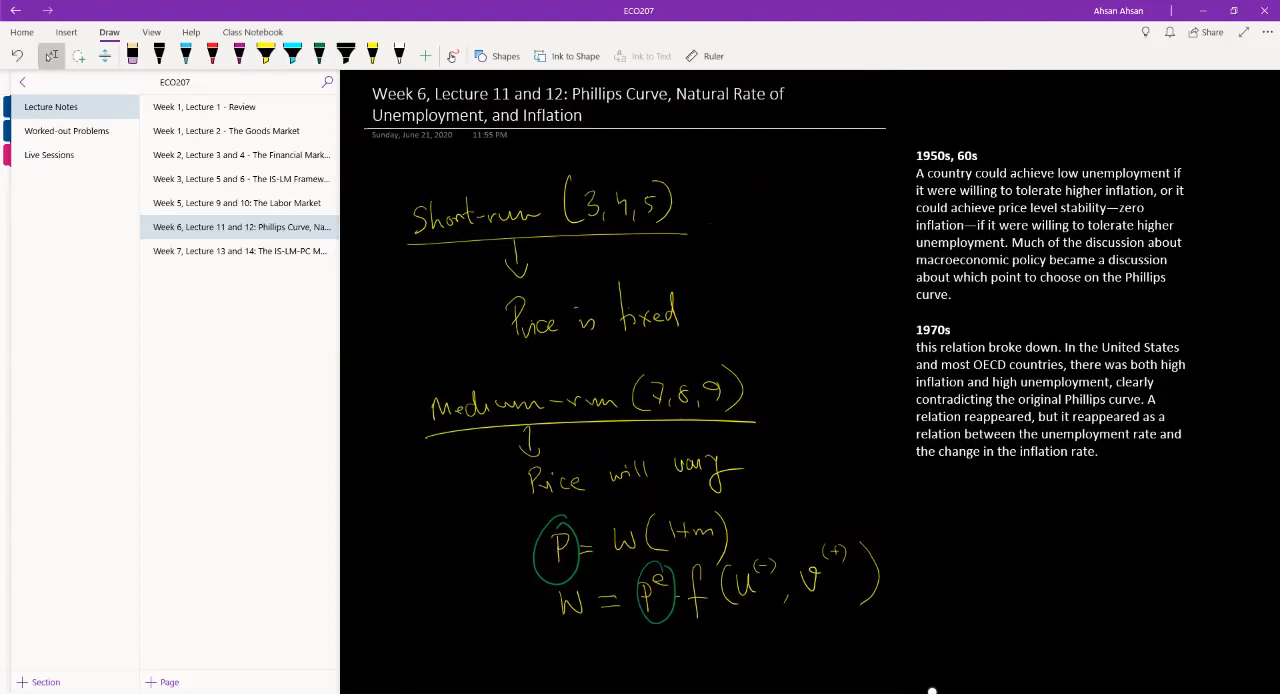 ECO207
Ahsan Ahsan
Home Insert Draw View Help Class Notebook
Share
Shapes
Ink to Shape
Ink to Text
Ruler
ECO207
Lecture Notes
Worked-out Problems
Live Sessions
Week 1, Lecture 1 - Review
Week 1, Lecture 2 - The Goods Market
Week 2, Lecture 3 and 4 - The Financial Mark...
Week 3, Lecture 5 and 6 - The IS-LM Framew...
Week 5, Lecture 9 and 10: The Labor Market
Week 6, Lecture 11 and 12: Phillips Curve, Na...
Week 7, Lecture 13 and 14: The IS-LM-PC M...
+ Section
+ Page
Week 6, Lecture 11 and 12: Phillips Curve, Natural Rate of
Unemployment, and Inflation
Sunday, June 21, 2020 11:55 PM
Short-run (3, 4, 5)
Price is fixed
Medium-run (7, 8, 9)
Price will vary
P = W (1+m)
W = Pe · f (u(-), v(+))
1950s, 60s
A country could achieve low unemployment if
it were willing to tolerate higher inflation, or it
could achieve price level stability—zero
inflation—if it were willing to tolerate higher
unemployment. Much of the discussion about
macroeconomic policy became a discussion
about which point to choose on the Phillips
curve.
1970s
this relation broke down. In the United States
and most OECD countries, there was both high
inflation and high unemployment, clearly
contradicting the original Phillips curve. A
relation reappeared, but it reappeared as a
relation between the unemployment rate and
the change in the inflation rate.